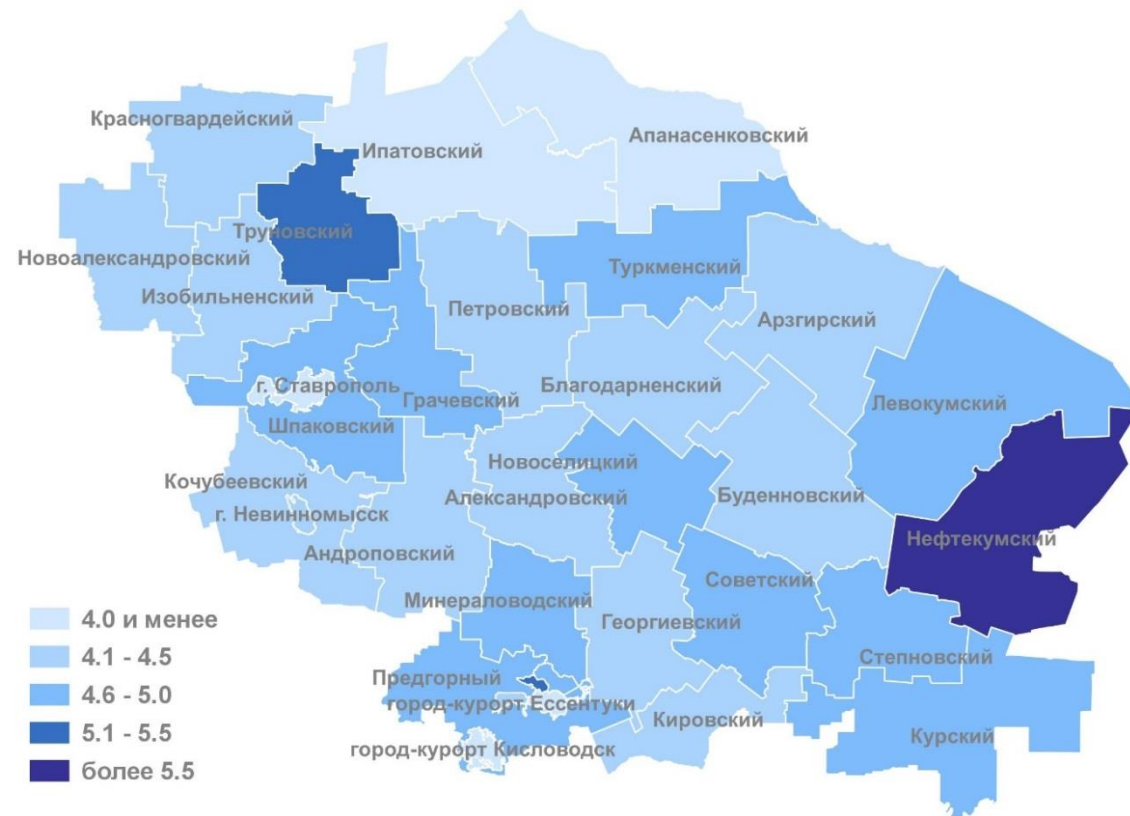 Красногвардейский
Апанасенковский
Ипатовский
Труновский
Новоалександровский
Туркменский
Изобильненский
Петровский
Арзгирский
г. Ставрополь
Благодарненский
Грачевский
Левокумский
Шпаковский
Новоселицкий
Кочубеевский
Александровский
Буденновский
г. Невинномысск
Нефтекумский
Андроповский
Советский
Минераловодский
Георгиевский
Степновский
Предгорный
город-курорт Ессентуки
Кировский
Курский
город-курорт Кисловодск
4.0 и менее
4.1 - 4.5
4.6 - 5.0
5.1 - 5.5
более 5.5